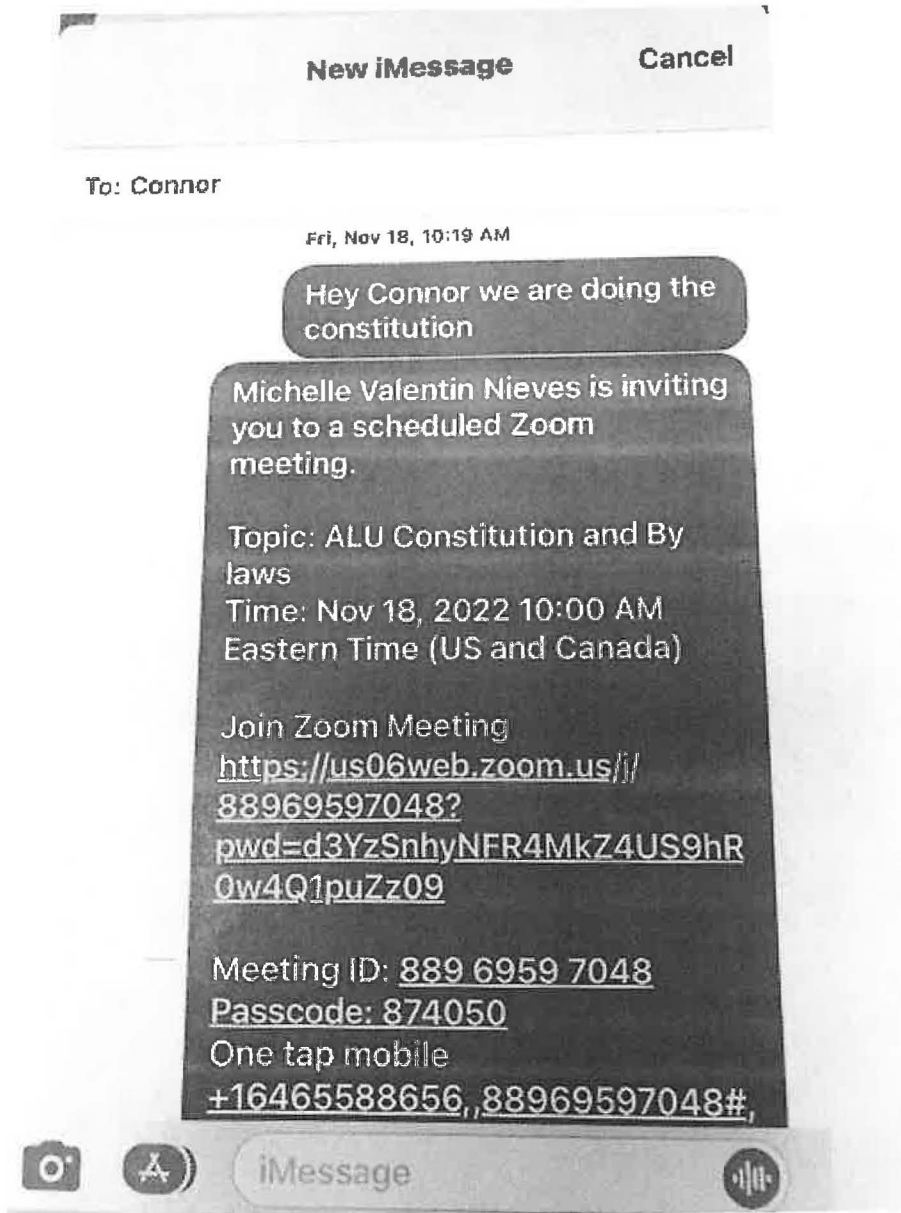 New iMessage
Cancel
To: Connor
Fri, Nov 18, 10:19 AM
Hey Connor we are doing the
constitution
Michelle Valentin Nieves is inviting
you to a scheduled Zoom
meeting.
Topic: ALU Constitution and By
laws
Time: Nov 18, 2022 10:00 AM
Eastern Time (US and Canada)
Join Zoom Meeting
https://us06web.zoom.us/j/
88969597048?
pwd=d3YzSnhyNFR4MkZ4US9hR
0w4Q1puZz09
Meeting ID: 889 6959 7048
Passcode: 874050
One tap mobile
+16465588656,,88969597048#,
iMessage